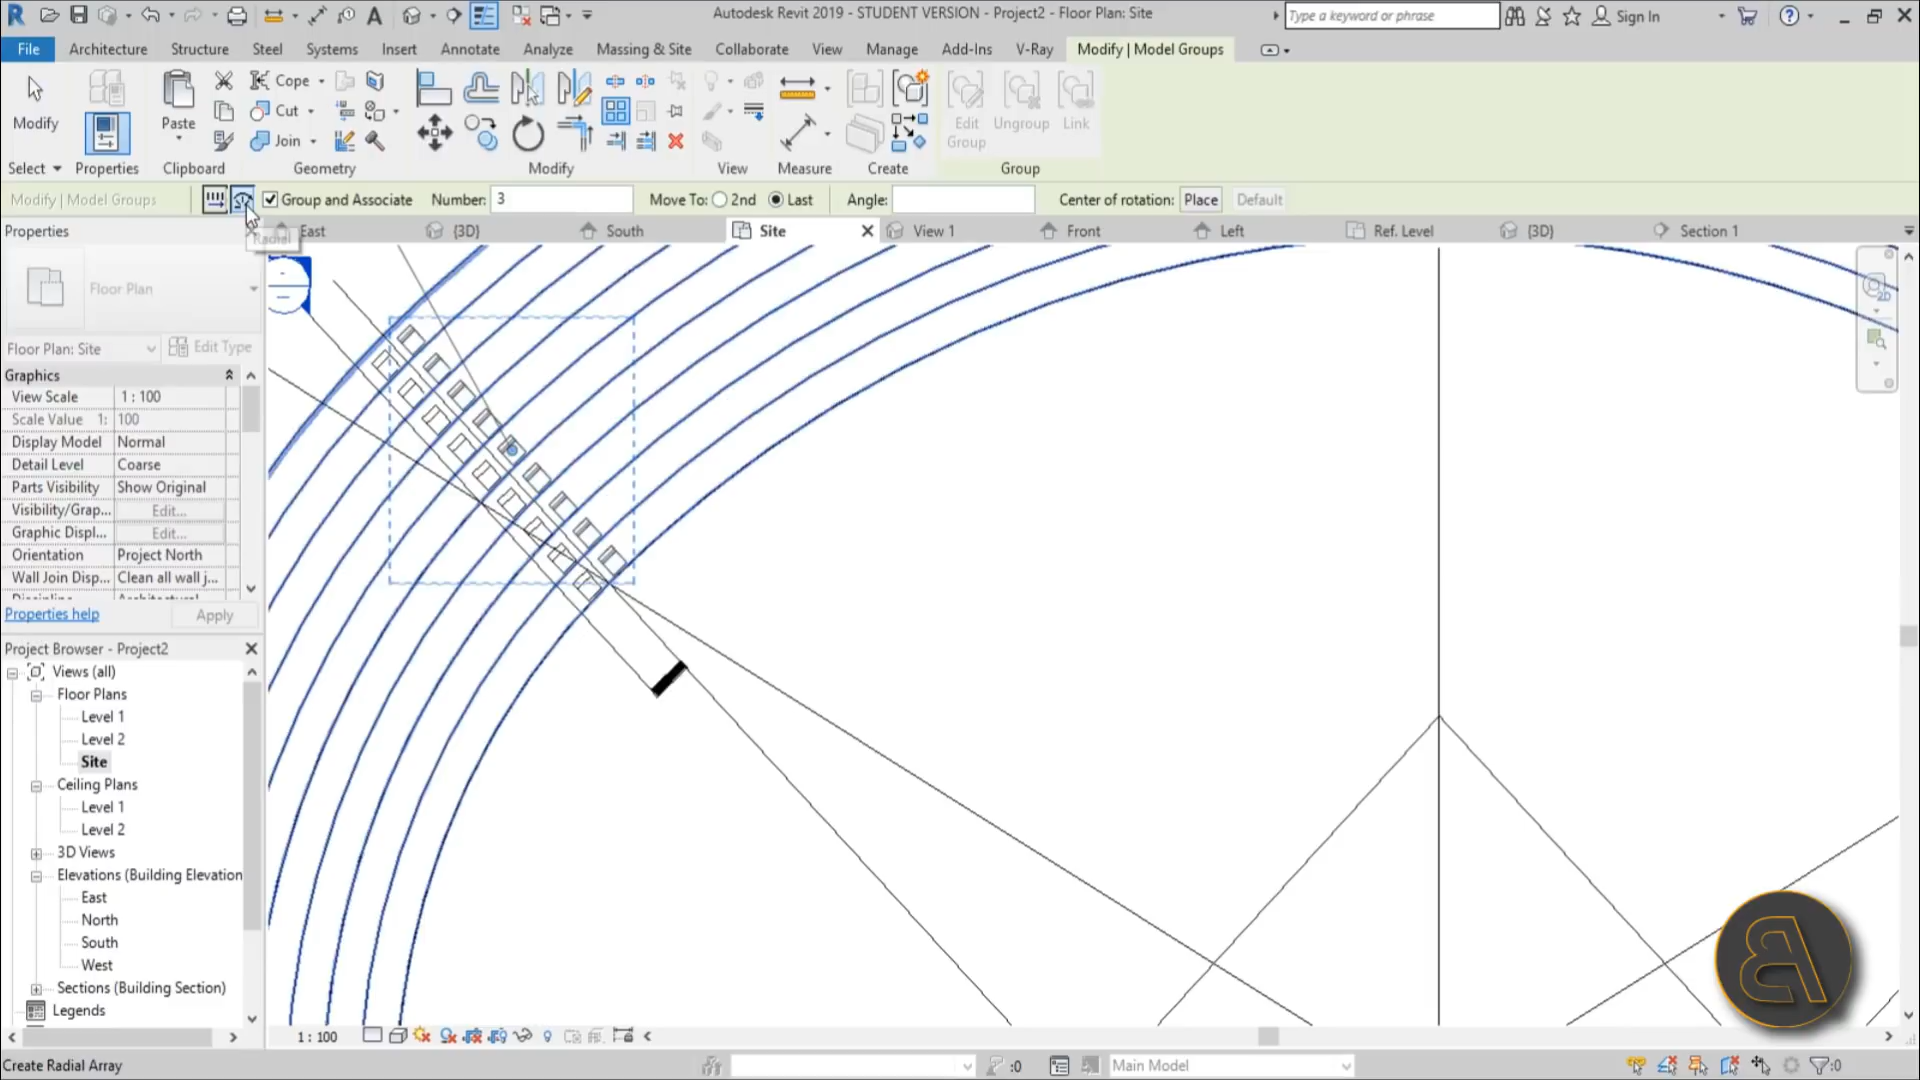 Autodesk Revit 2019 - STUDENT VERSION - Project2 - Floor Plan: Site
Type a keyword or phrase
Sign In
File Architecture Structure Steel Systems Insert Annotate Analyze Massing & Site Collaborate View Manage Add-Ins V-Ray Modify | Model Groups
Modify
Paste
Cope
Cut
Join
Edit Group
Ungroup
Link
Select Properties Clipboard Geometry Modify View Measure Create Group
Modify | Model Groups Group and Associate Number: 3 Move To: 2nd Last Angle: Center of rotation: Place Default
Properties
Radial
East {3D} South Site View 1 Front Left Ref. Level {3D} Section 1
Floor Plan
Floor Plan: Site Edit Type
Graphics
View Scale 1 : 100
Scale Value 1: 100
Display Model Normal
Detail Level Coarse
Parts Visibility Show Original
Visibility/Grap... Edit...
Graphic Displ... Edit...
Orientation Project North
Wall Join Disp... Clean all wall j...
Properties help Apply
Project Browser - Project2
Views (all)
Floor Plans
Level 1
Level 2
Site
Ceiling Plans
Level 1
Level 2
3D Views
Elevations (Building Elevation
East
North
South
West
Sections (Building Section)
Legends
1 : 100
Create Radial Array
:0
Main Model
:0